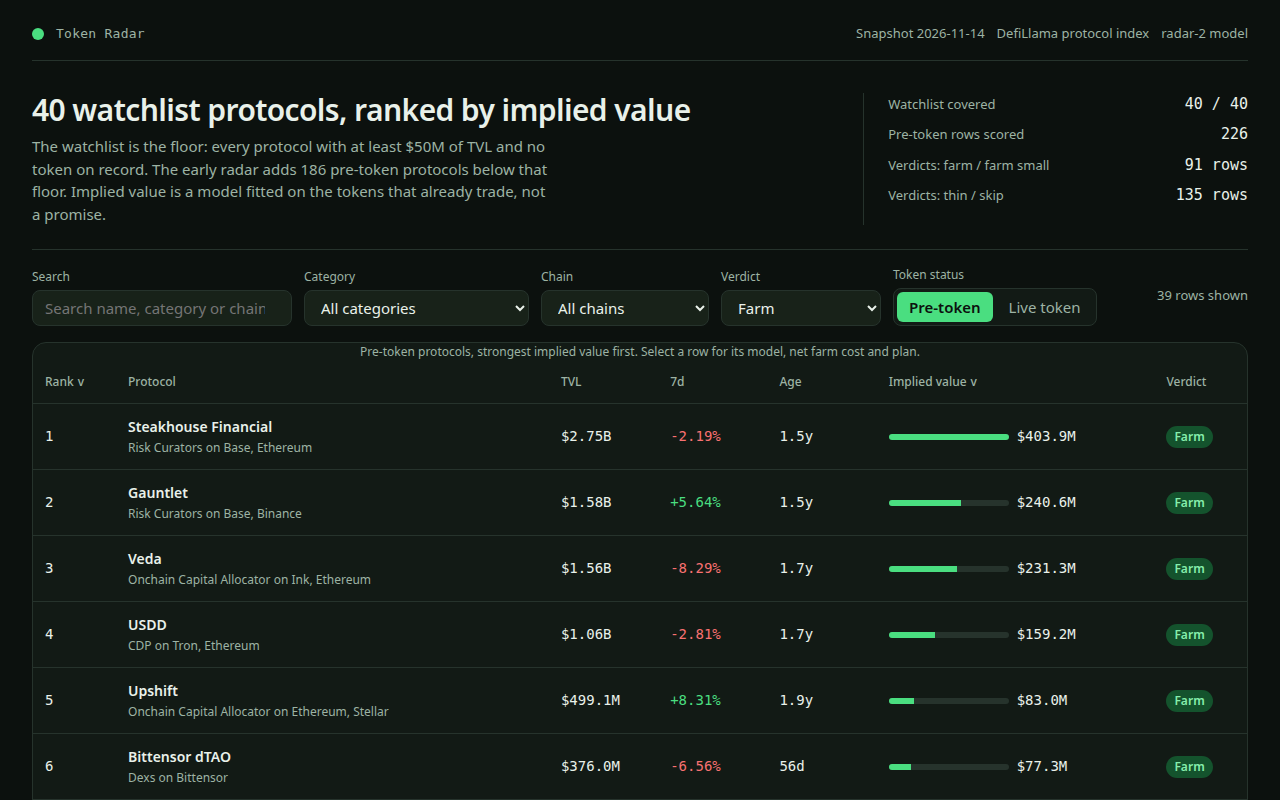 Token Radar
Snapshot 2026-11-14 DefiLlama protocol index radar-2 model
40 watchlist protocols, ranked by implied value
The watchlist is the floor: every protocol with at least $50M of TVL and no
token on record. The early radar adds 186 pre-token protocols below that
floor. Implied value is a model fitted on the tokens that already trade, not
a promise.
Watchlist covered 40 / 40
Pre-token rows scored 226
Verdicts: farm / farm small 91 rows
Verdicts: thin / skip 135 rows
Search Category Chain Verdict Token status
Search name, category or chain All categories All chains Farm Pre-token Live token 39 rows shown
Pre-token protocols, strongest implied value first. Select a row for its model, net farm cost and plan.
Rank v Protocol TVL 7d Age Implied value v Verdict
1 Steakhouse Financial $2.75B -2.19% 1.5y $403.9M Farm
Risk Curators on Base, Ethereum
2 Gauntlet $1.58B +5.64% 1.5y $240.6M Farm
Risk Curators on Base, Binance
3 Veda $1.56B -8.29% 1.7y $231.3M Farm
Onchain Capital Allocator on Ink, Ethereum
4 USDD $1.06B -2.81% 1.7y $159.2M Farm
CDP on Tron, Ethereum
5 Upshift $499.1M +8.31% 1.9y $83.0M Farm
Onchain Capital Allocator on Ethereum, Stellar
6 Bittensor dTAO $376.0M -6.56% 56d $77.3M Farm
Dexs on Bittensor